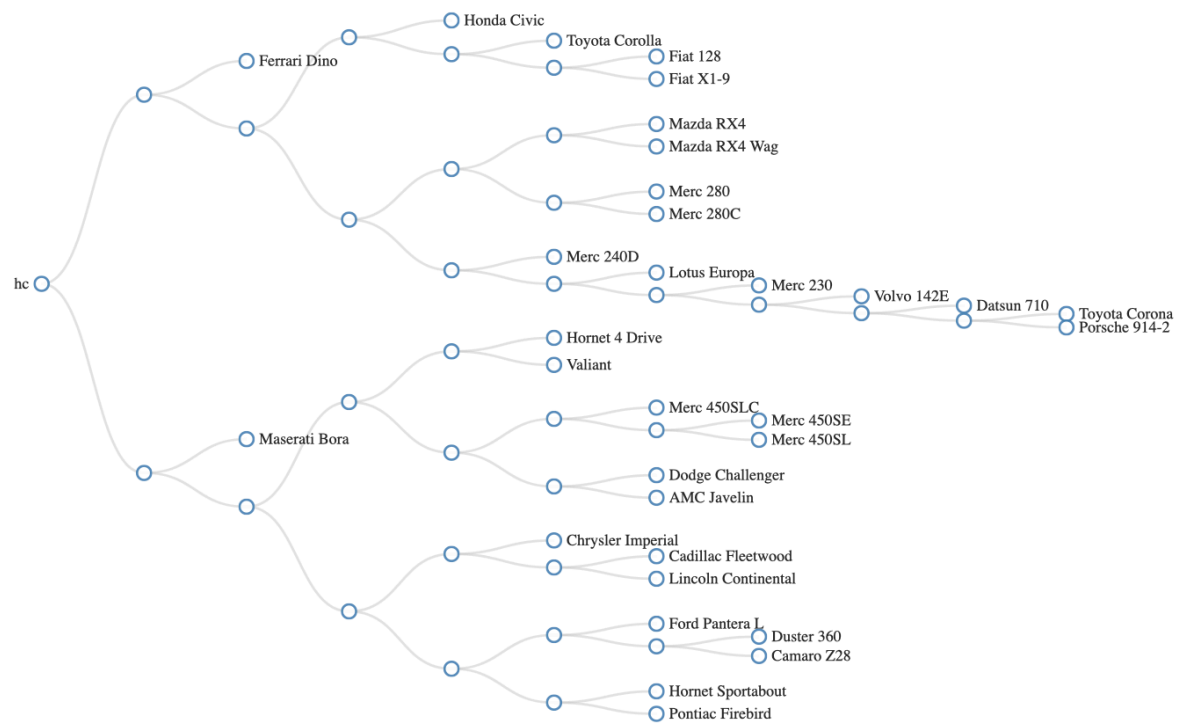 Honda Civic
Toyota Corolla
Fiat 128
Ferrari Dino
Fiat X1-9
Mazda RX4
Mazda RX4 Wag
Merc 280
Merc 280C
Merc 240D
Lotus Europa
hc
Merc 230
Volvo 142E
Datsun 710
Toyota Corona
Porsche 914-2
Hornet 4 Drive
Valiant
Merc 450SLC
Merc 450SE
Maserati Bora
Merc 450SL
Dodge Challenger
AMC Javelin
Chrysler Imperial
Cadillac Fleetwood
Lincoln Continental
Ford Pantera L
Duster 360
Camaro Z28
Hornet Sportabout
Pontiac Firebird